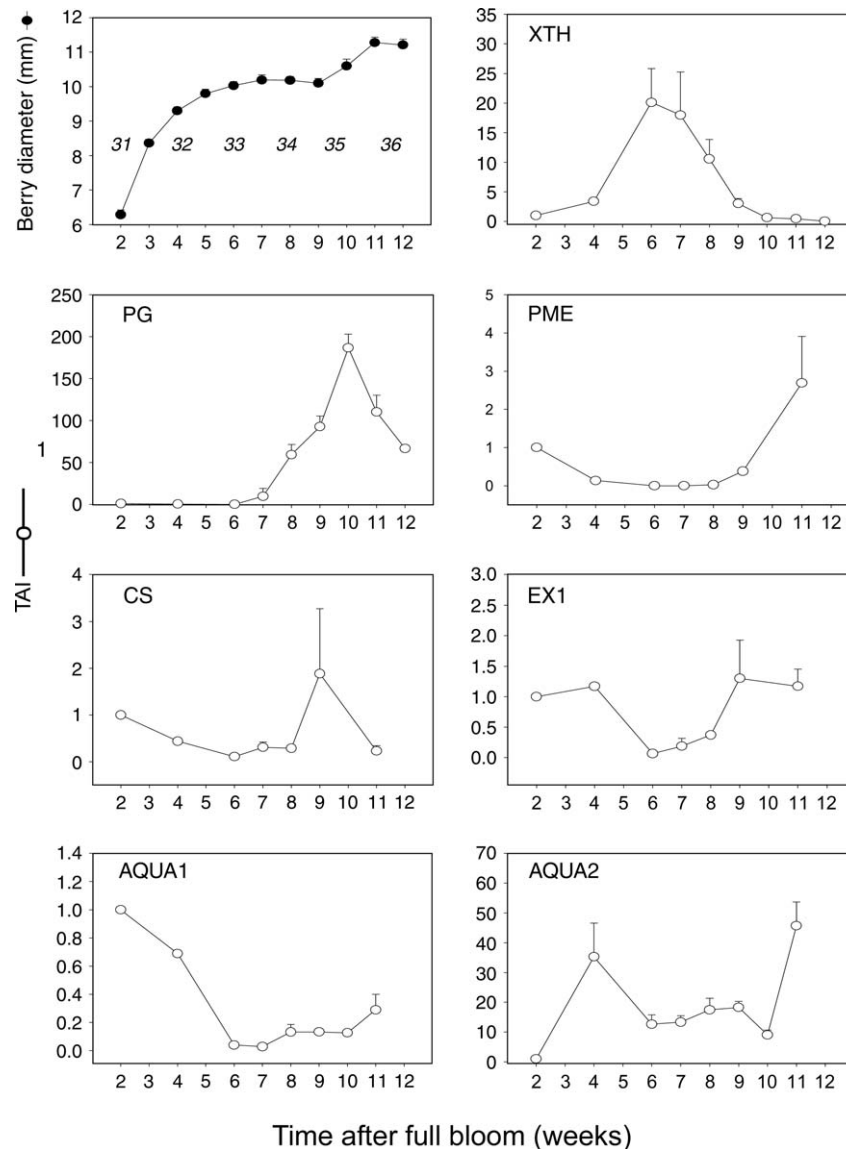 Berry diameter (mm)
12
11
10
9
8
7
6
31 32 33 34 35 36
2 3 4 5 6 7 8 9 10 11 12
XTH
35
30
25
20
15
10
5
0
2 3 4 5 6 7 8 9 10 11 12
TAI
1
PG
250
200
150
100
50
0
2 3 4 5 6 7 8 9 10 11 12
PME
5
4
3
2
1
0
2 3 4 5 6 7 8 9 10 11 12
CS
4
3
2
1
0
2 3 4 5 6 7 8 9 10 11 12
EX1
3.0
2.5
2.0
1.5
1.0
0.5
0.0
2 3 4 5 6 7 8 9 10 11 12
AQUA1
1.4
1.2
1.0
0.8
0.6
0.4
0.2
0.0
2 3 4 5 6 7 8 9 10 11 12
AQUA2
70
60
50
40
30
20
10
0
2 3 4 5 6 7 8 9 10 11 12
Time after full bloom (weeks)